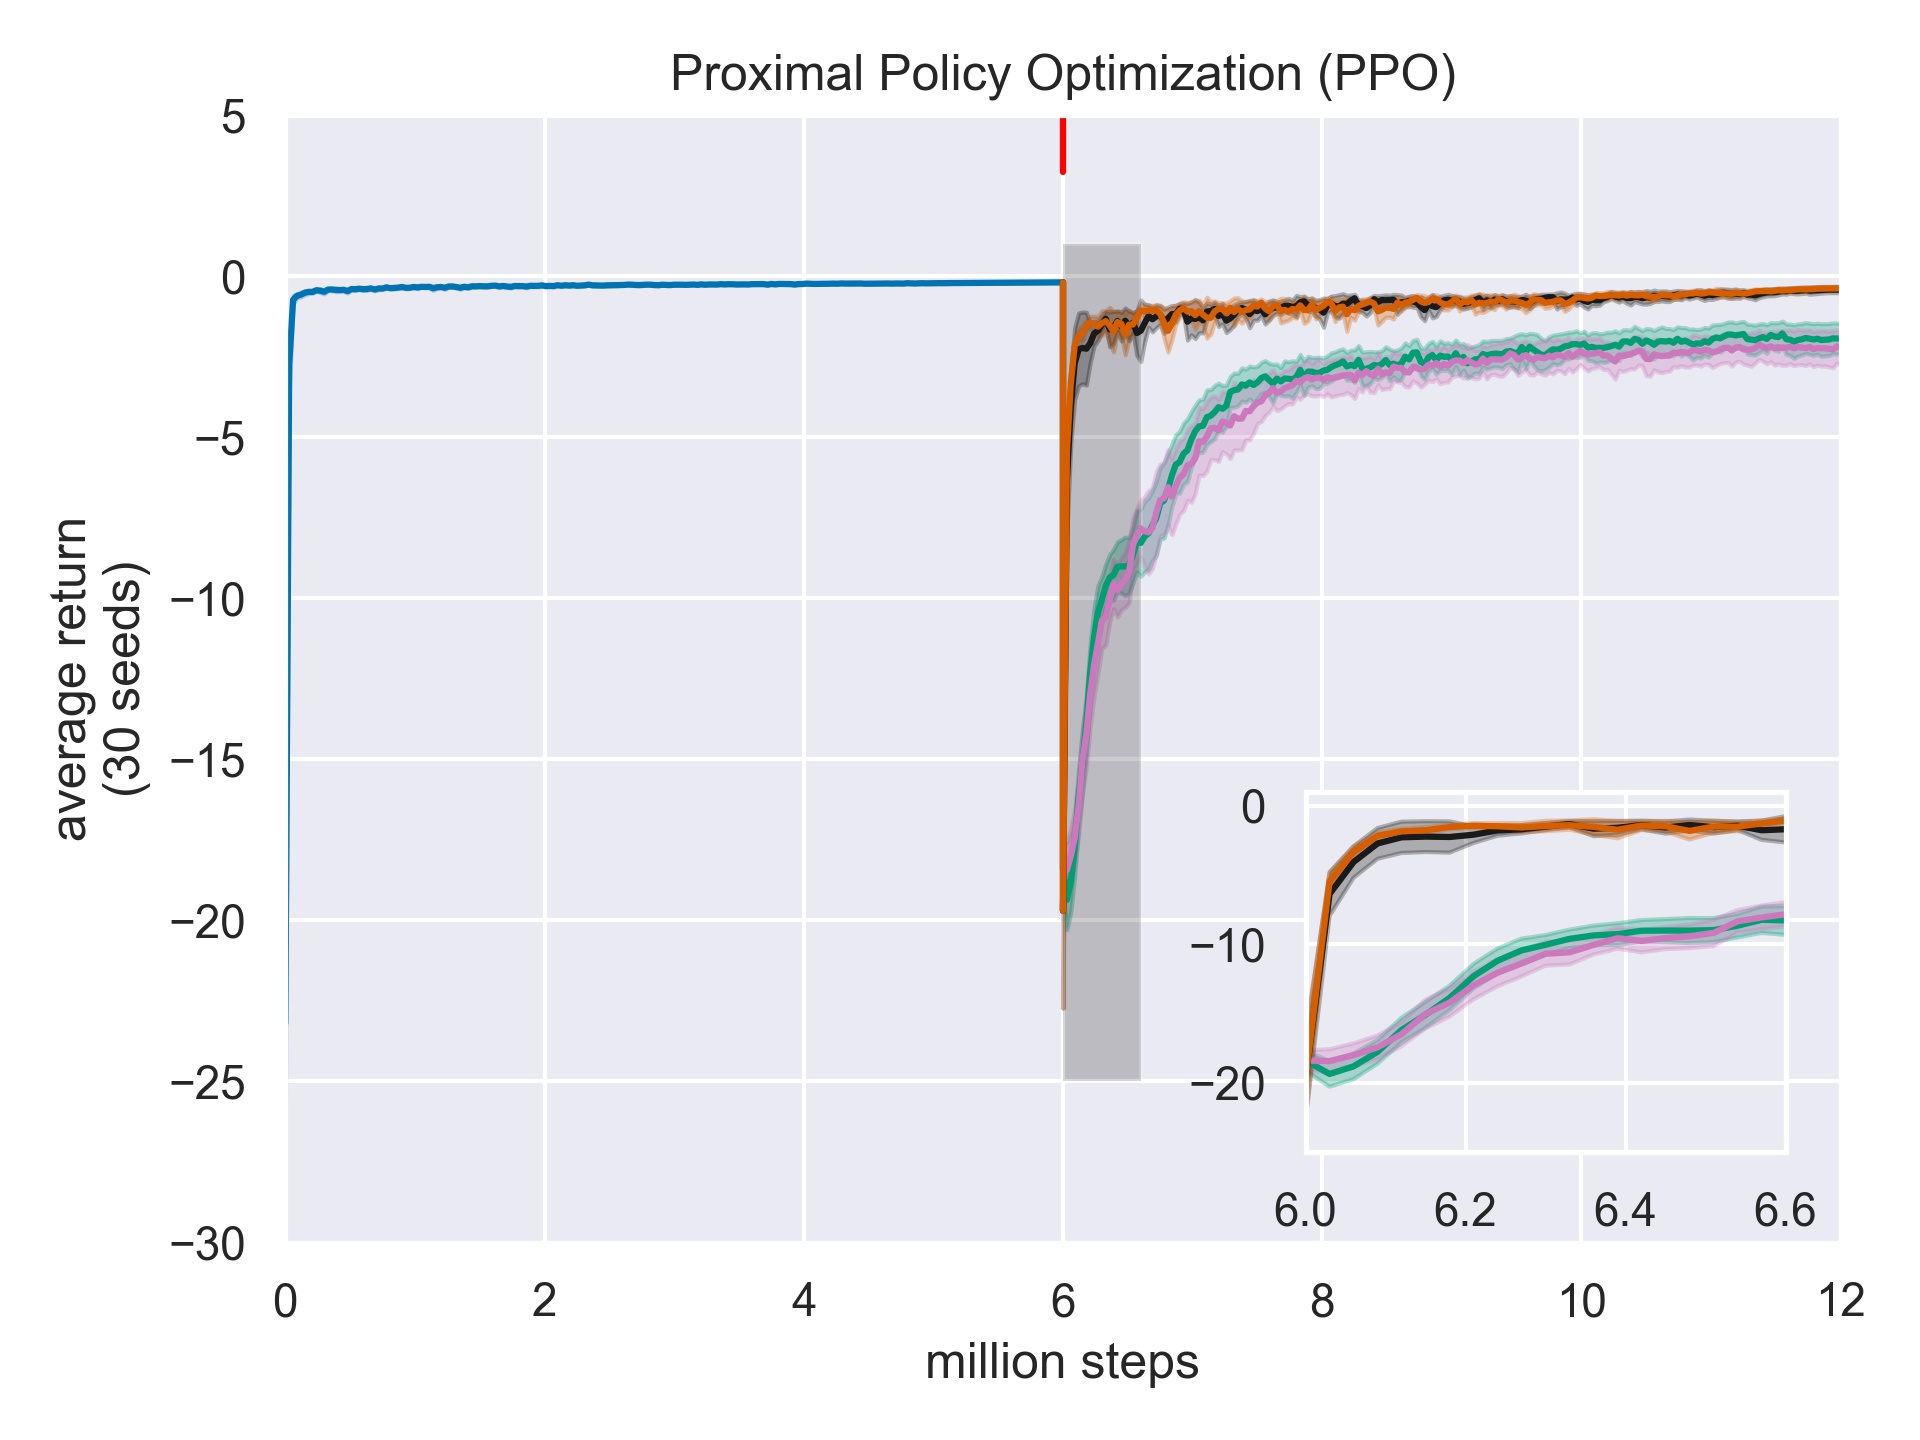 Proximal Policy Optimization (PPO)
5
0
−5
−10
−15
−20
−25
−30
average return
(30 seeds)
0
−10
−20
6.0 6.2 6.4 6.6
0 2 4 6 8 10 12
million steps